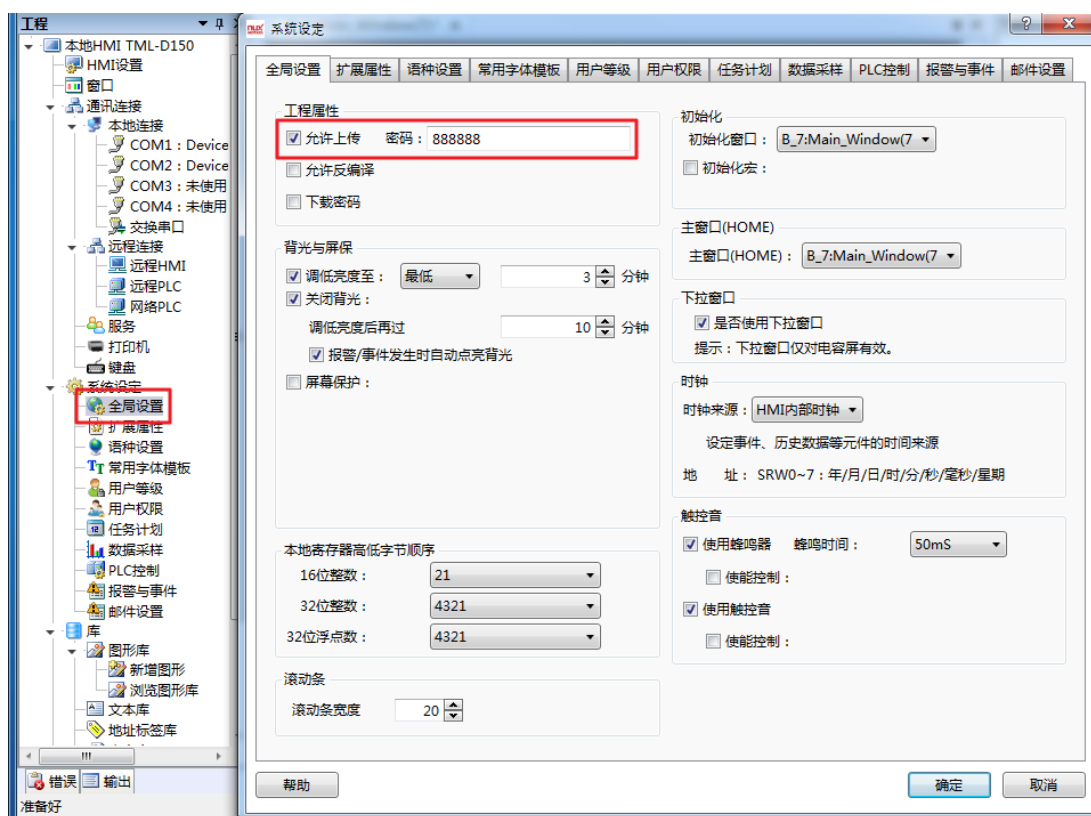 工程
本地HMI TML-D150
HMI设置
窗口
通讯连接
本地连接
COM1：Device
COM2：Device
COM3：未使用
COM4：未使用
交换串口
远程连接
远程HMI
远程PLC
网络PLC
服务
打印机
键盘
系统设定
全局设置
扩展属性
语种设置
常用字体模板
用户等级
用户权限
任务计划
数据采样
PLC控制
报警与事件
邮件设置
库
图形库
新增图形
浏览图形库
文本库
地址标签库
错误 输出
准备好
系统设定
全局设置 扩展属性 语种设置 常用字体模板 用户等级 用户权限 任务计划 数据采样 PLC控制 报警与事件 邮件设置
工程属性
允许上传 密码：888888
允许反编译
下载密码
背光与屏保
调低亮度至：最低 3 分钟
关闭背光：
调低亮度后再过 10 分钟
报警/事件发生时自动点亮背光
屏幕保护：
本地寄存器高低字节顺序
16位整数：21
32位整数：4321
32位浮点数：4321
滚动条
滚动条宽度 20
初始化
初始化窗口：B_7:Main_Window(7
初始化宏：
主窗口(HOME)
主窗口(HOME)：B_7:Main_Window(7
下拉窗口
是否使用下拉窗口
提示：下拉窗口仅对电容屏有效。
时钟
时钟来源：HMI内部时钟
设定事件、历史数据等元件的时间来源
地 址：SRW0~7：年/月/日/时/分/秒/毫秒/星期
触控音
使用蜂鸣器 蜂鸣时间：50mS
使能控制：
使用触控音
使能控制：
帮助 确定 取消